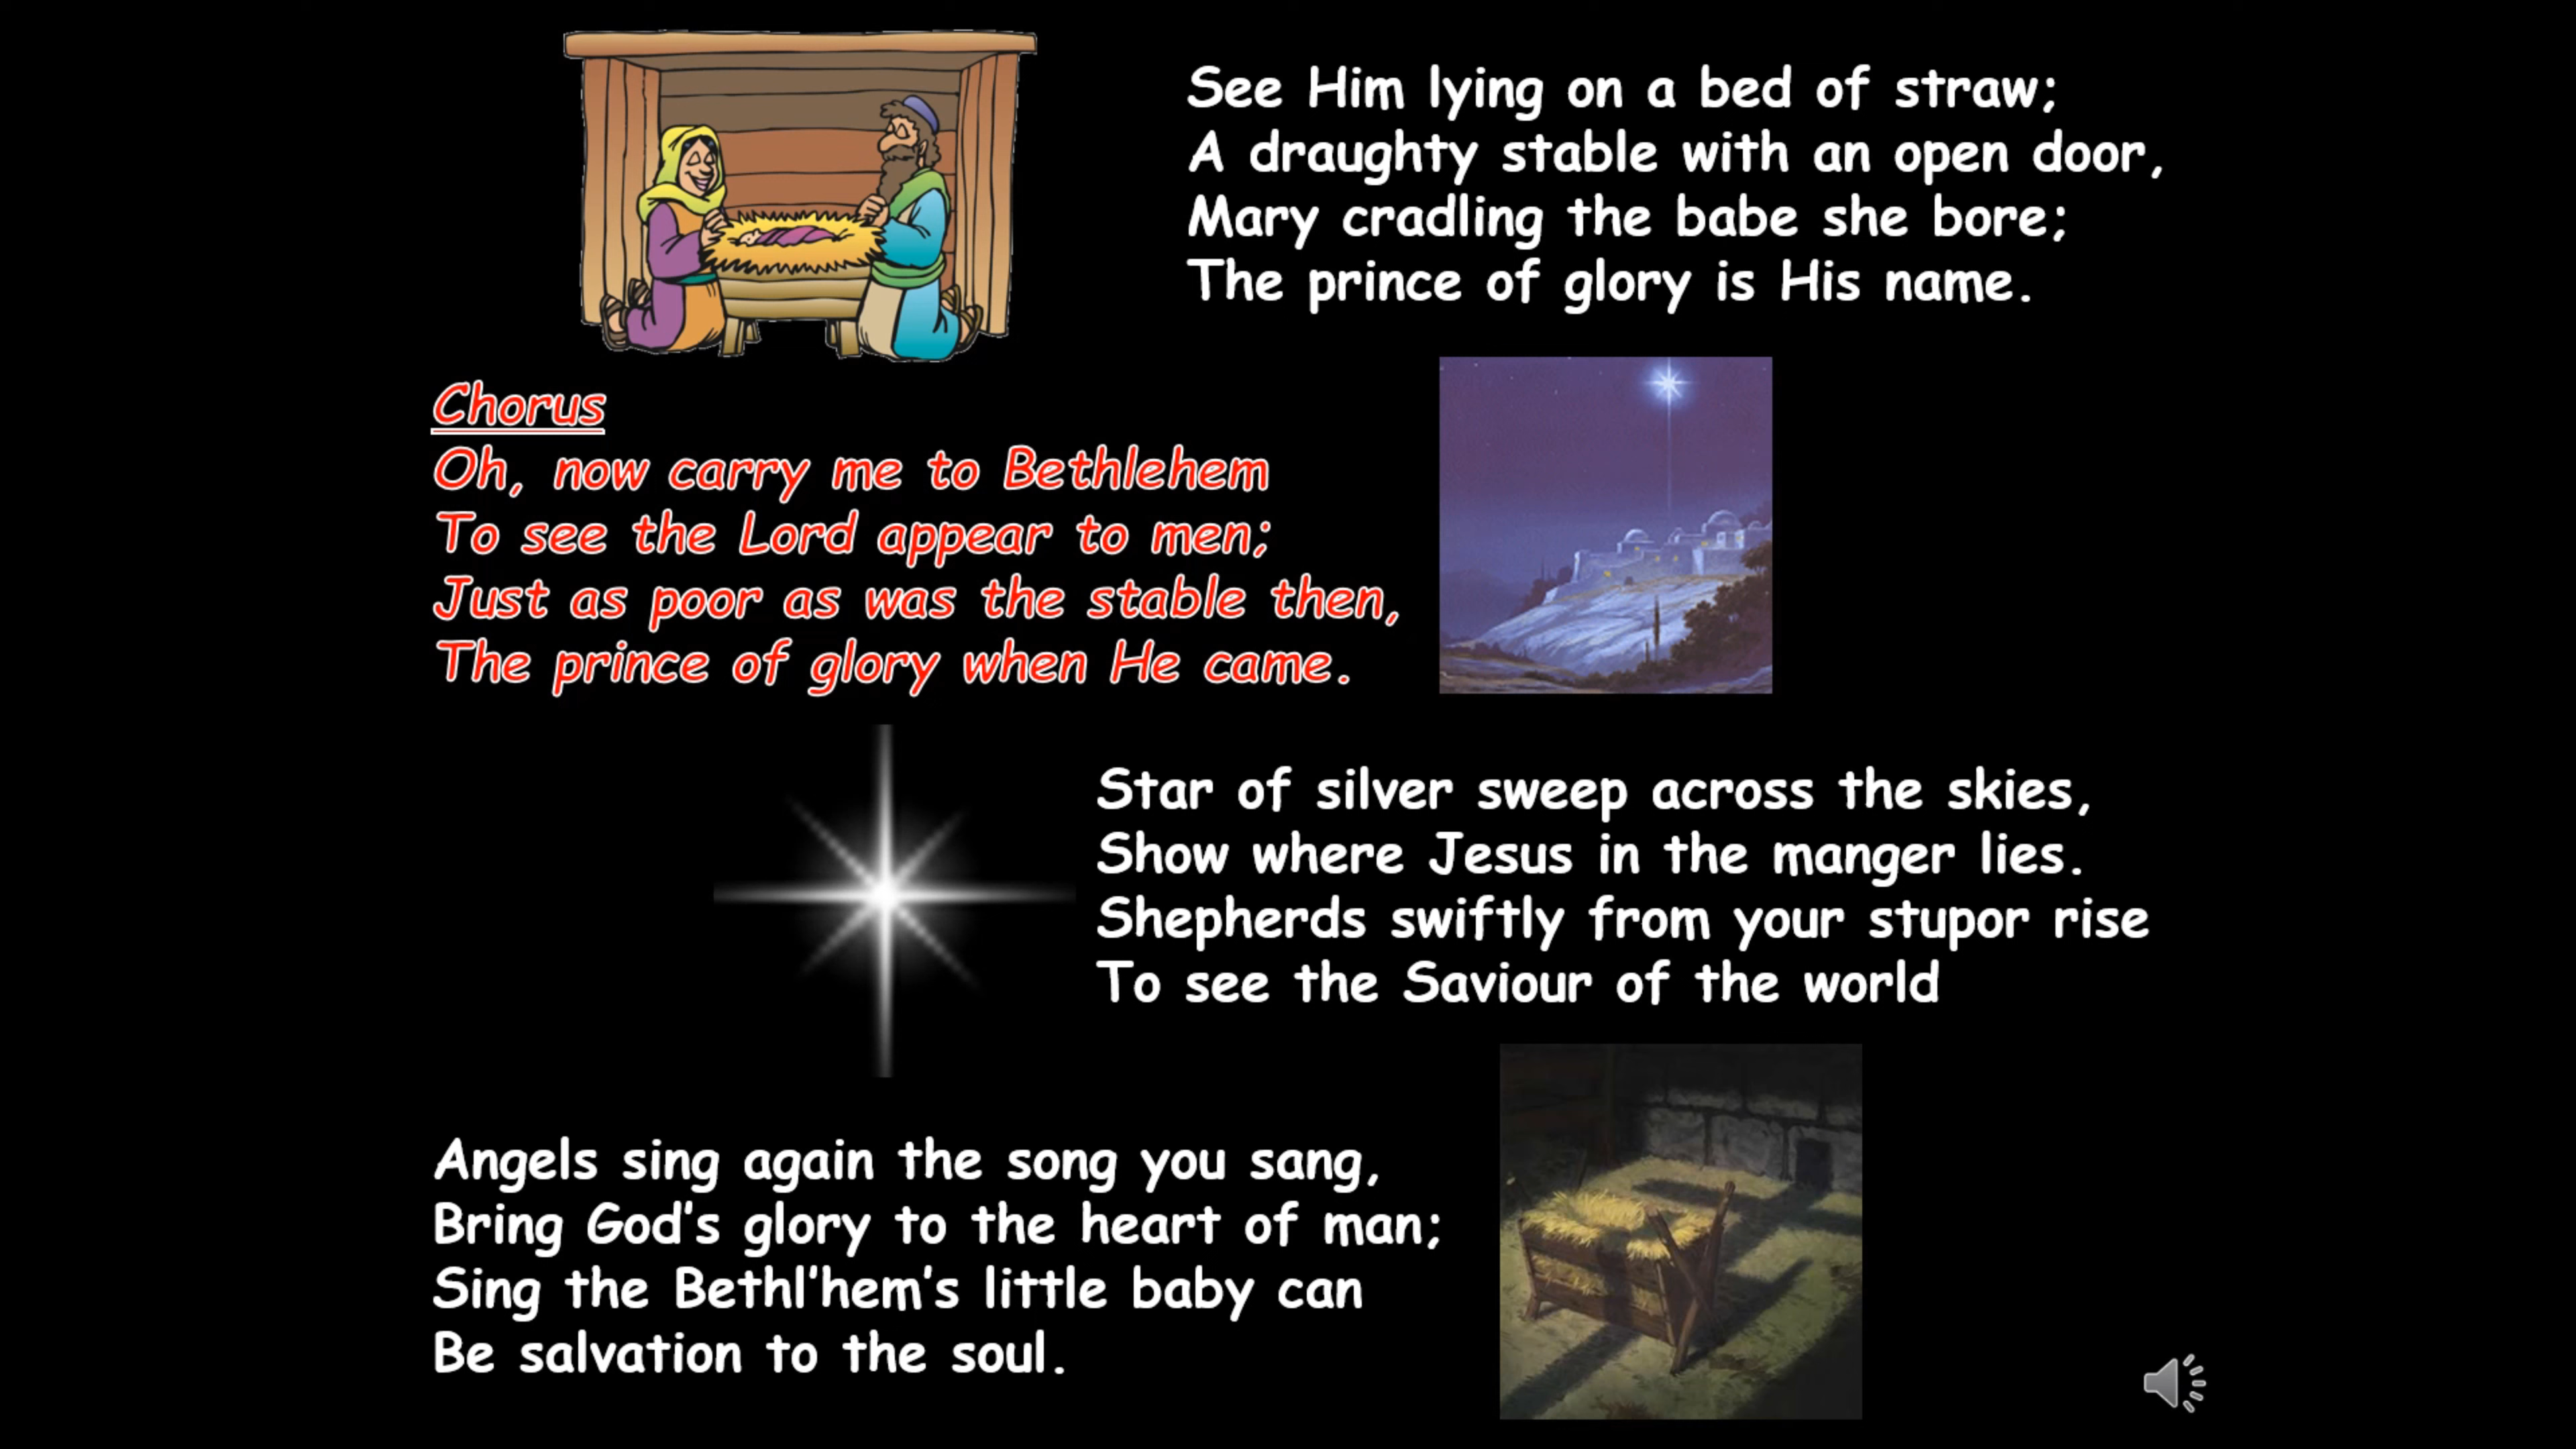 See Him lying on a bed of straw;
A draughty stable with an open door,
Mary cradling the babe she bore;
The prince of glory is His name.
Chorus
Oh, now carry me to Bethlehem
To see the Lord appear to men;
Just as poor as was the stable then,
The prince of glory when He came.
Star of silver sweep across the skies,
Show where Jesus in the manger lies.
Shepherds swiftly from your stupor rise
To see the Saviour of the world
Angels sing again the song you sang,
Bring God's glory to the heart of man;
Sing the Bethl'hem's little baby can
Be salvation to the soul.